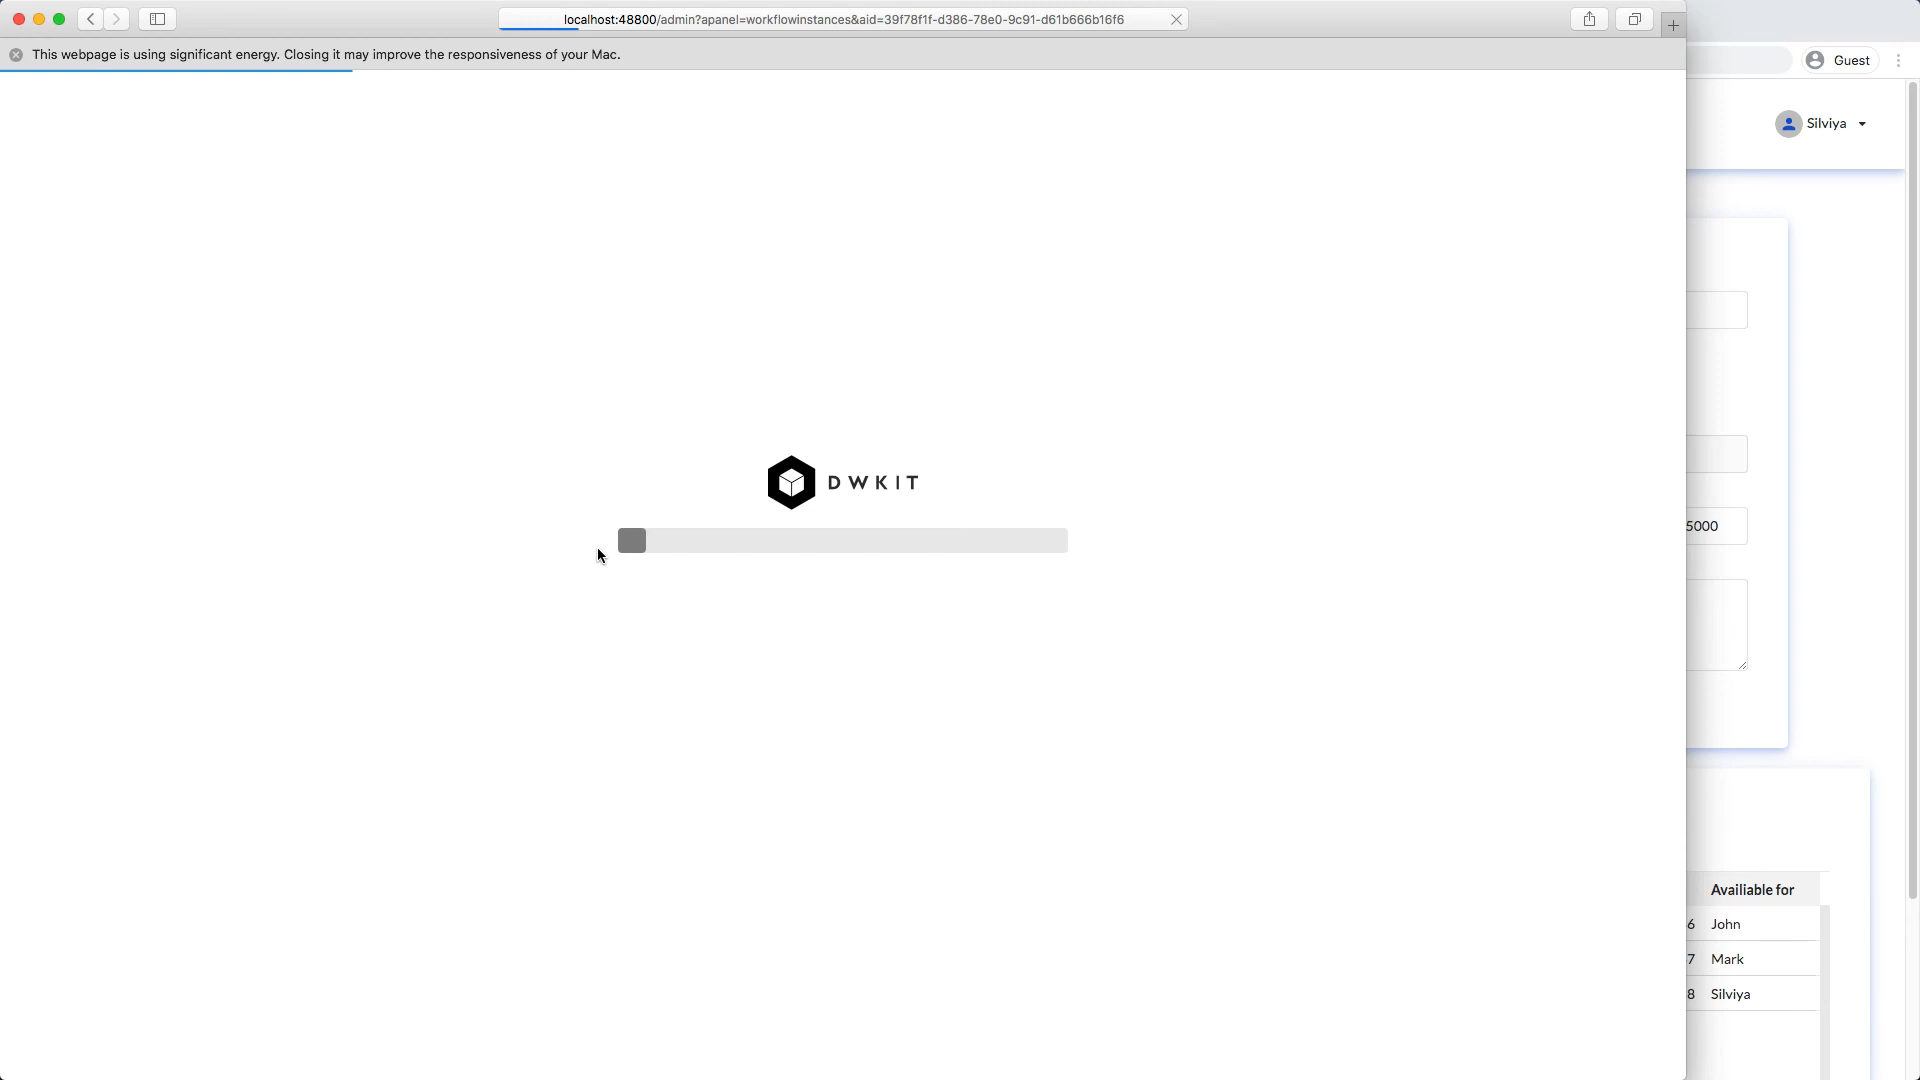 localhost:48800/admin?apanel=workflowinstances&aid=39f78f1f-d386-78e0-9c91-d61b666b16f6
This webpage is using significant energy. Closing it may improve the responsiveness of your Mac.
Guest
Silviya
DWKIT
5000
Availiable for
6 John
7 Mark
8 Silviya